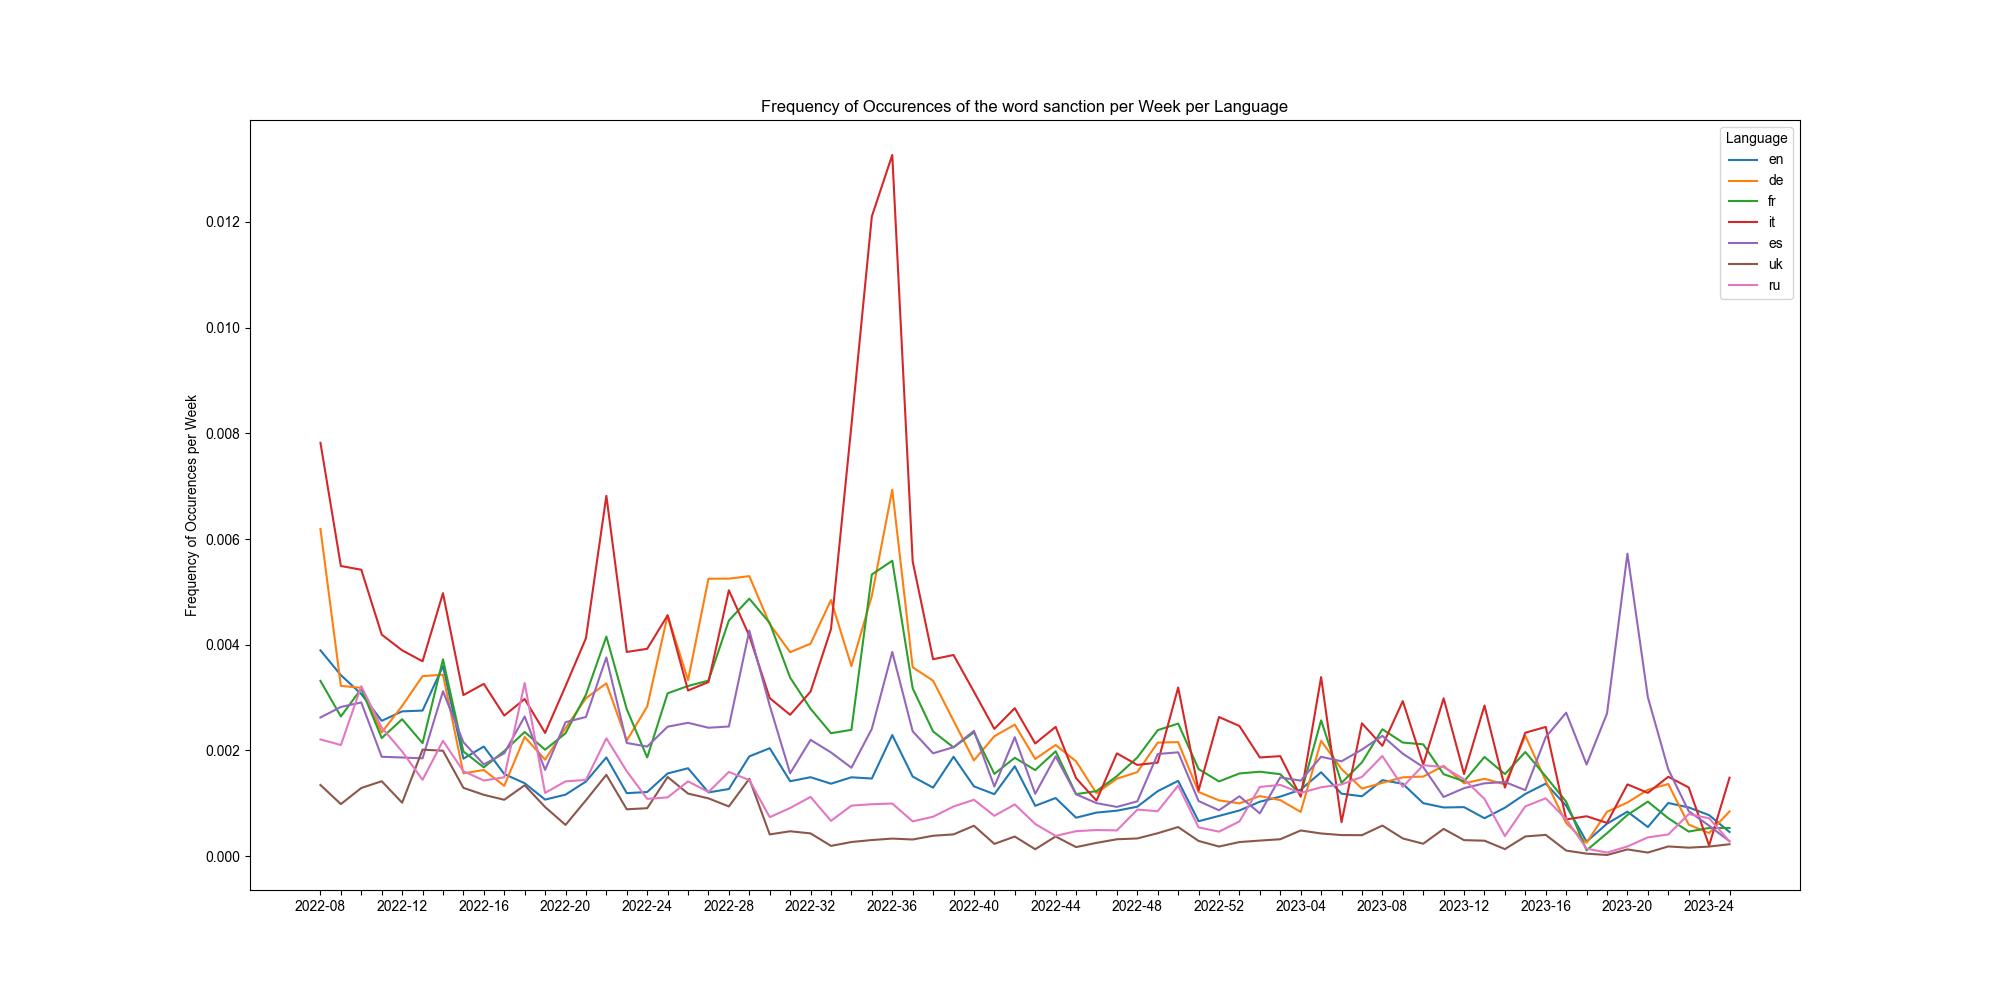 Frequency of Occurences of the word sanction per Week per Language
Frequency of Occurences per Week
0.012
0.010
0.008
0.006
0.004
0.002
0.000
2022-08 2022-12 2022-16 2022-20 2022-24 2022-28 2022-32 2022-36 2022-40 2022-44 2022-48 2022-52 2023-04 2023-08 2023-12 2023-16 2023-20 2023-24
Language
en
de
fr
it
es
uk
ru